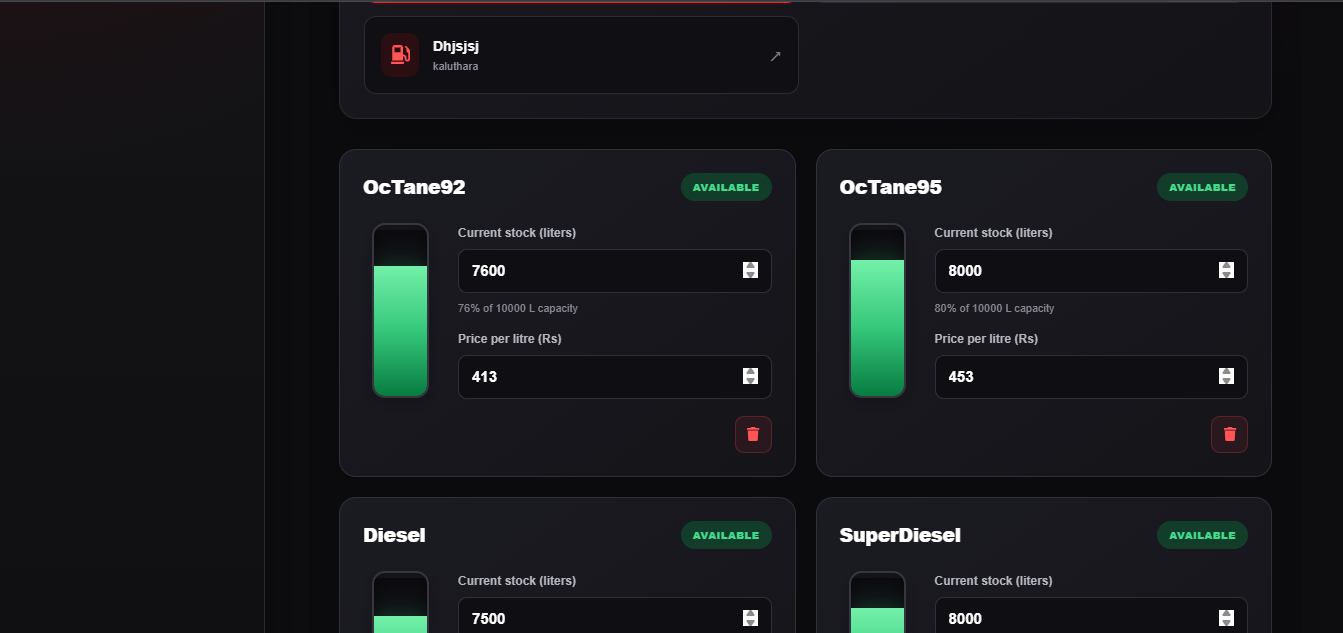 Dhjsjsj
kaluthara
OcTane92
AVAILABLE
Current stock (liters)
7600
76% of 10000 L capacity
Price per litre (Rs)
413
OcTane95
AVAILABLE
Current stock (liters)
8000
80% of 10000 L capacity
Price per litre (Rs)
453
Diesel
AVAILABLE
Current stock (liters)
7500
SuperDiesel
AVAILABLE
Current stock (liters)
8000